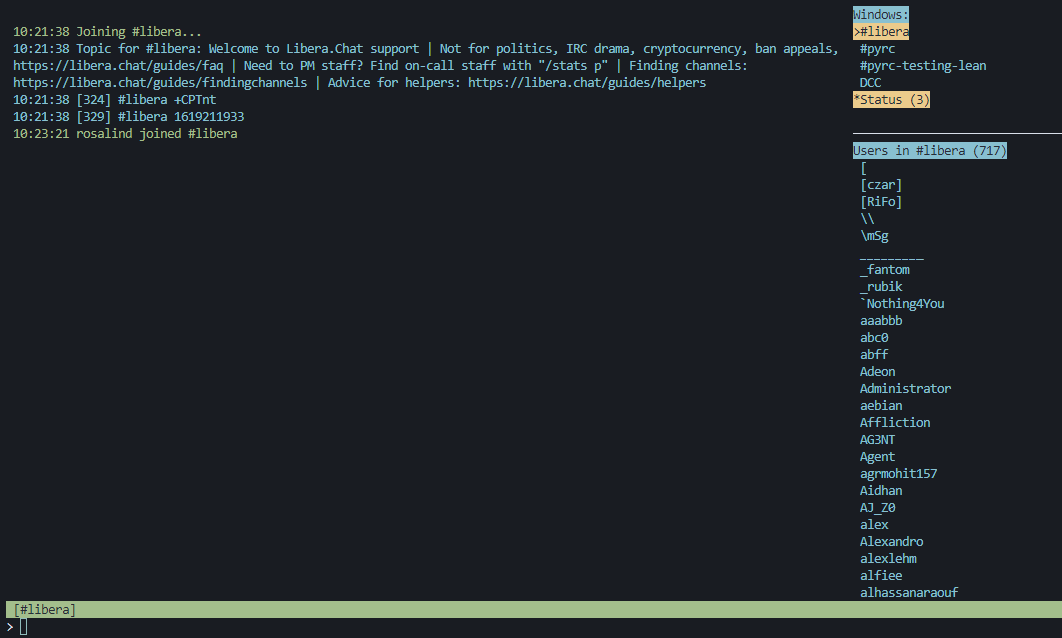 10:21:38 Joining #libera...
10:21:38 Topic for #libera: Welcome to Libera.Chat support | Not for politics, IRC drama, cryptocurrency, ban appeals,
https://libera.chat/guides/faq | Need to PM staff? Find on-call staff with "/stats p" | Finding channels:
https://libera.chat/guides/findingchannels | Advice for helpers: https://libera.chat/guides/helpers
10:21:38 [324] #libera +CPTnt
10:21:38 [329] #libera 1619211933
10:23:21 rosalind joined #libera
Windows:
>#libera
#pyrc
#pyrc-testing-lean
DCC
*Status (3)
Users in #libera (717)
[
[czar]
[RiFo]
\\
\mSg
_________
_fantom
_rubik
`Nothing4You
aaabbb
abc0
abff
Adeon
Administrator
aebian
Affliction
AG3NT
Agent
agrmohit157
Aidhan
AJ_Z0
alex
Alexandro
alexlehm
alfiee
alhassanaraouf
[#libera]
>